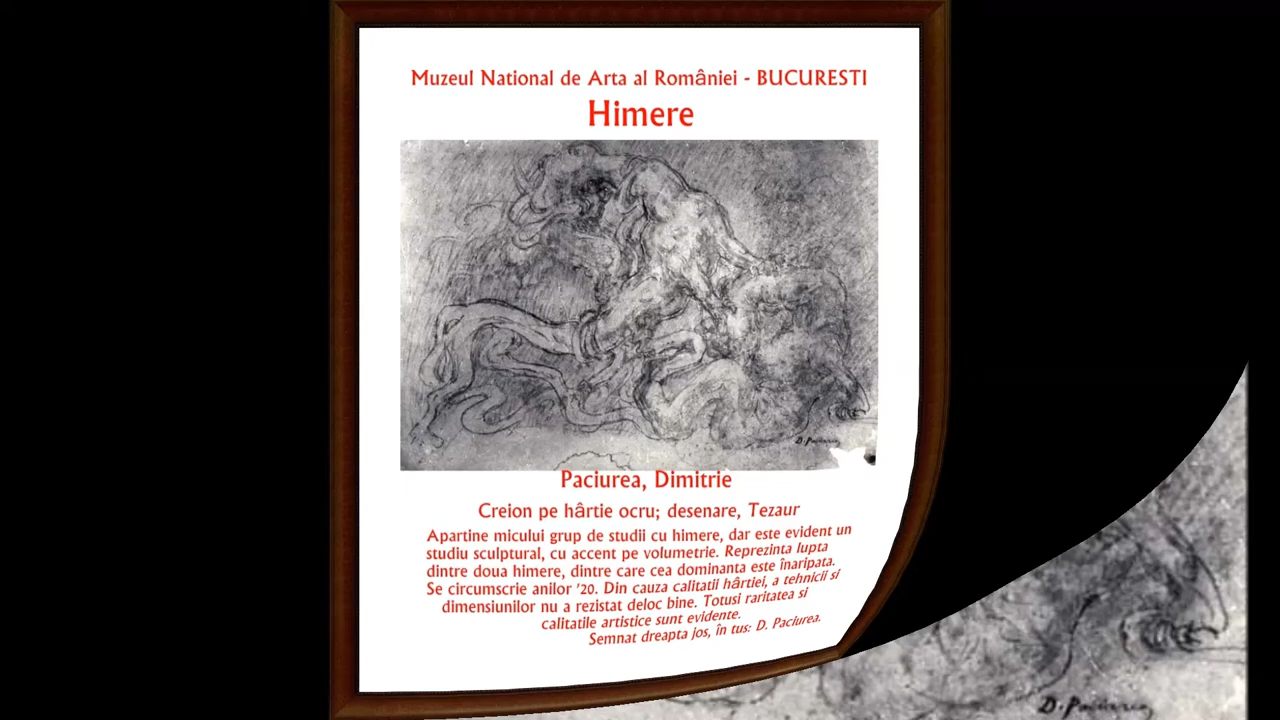 Muzeul National de Arta al României - BUCURESTI
Himere
D. Paciurea
Paciurea, Dimitrie
Creion pe hârtie ocru; desenare, Tezaur
Apartine micului grup de studii cu himere, dar este evident un
studiu sculptural, cu accent pe volumetrie. Reprezinta lupta
dintre doua himere, dintre care cea dominanta este înaripata.
Se circumscrie anilor '20. Din cauza calitatii hârtiei, a tehnicii si
dimensiunilor nu a rezistat deloc bine. Totusi raritatea si
calitatile artistice sunt evidente.
Semnat dreapta jos, în tus: D. Paciurea.
D. Paciurea